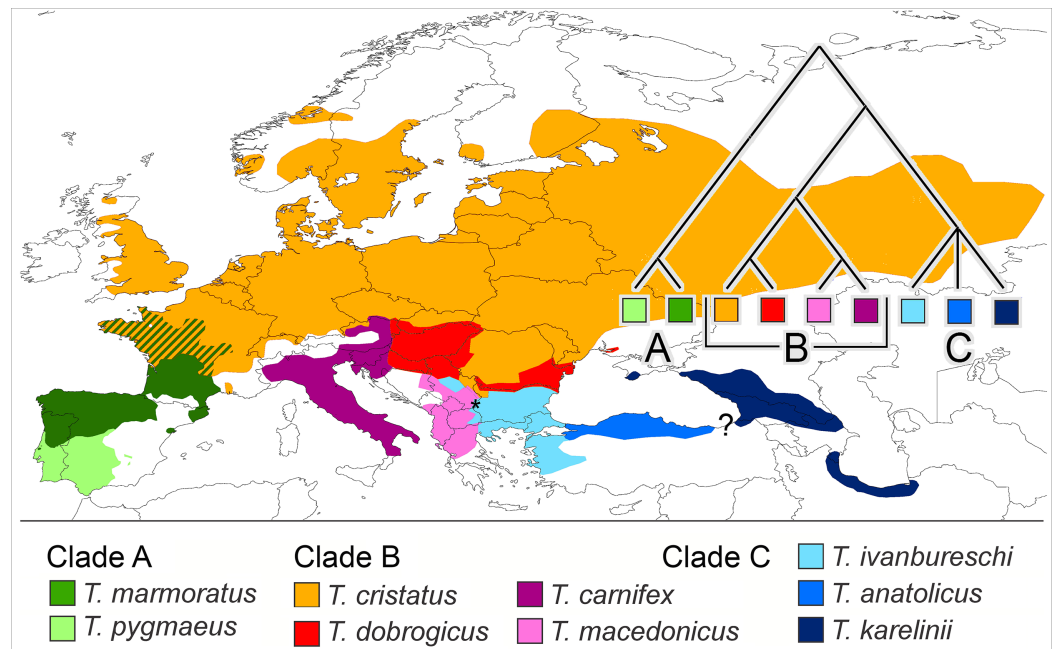 A
B
C
*
?
Clade A
T. marmoratus
T. pygmaeus
Clade B
T. cristatus
T. dobrogicus
T. carnifex
T. macedonicus
Clade C
T. ivanbureschi
T. anatolicus
T. karelinii